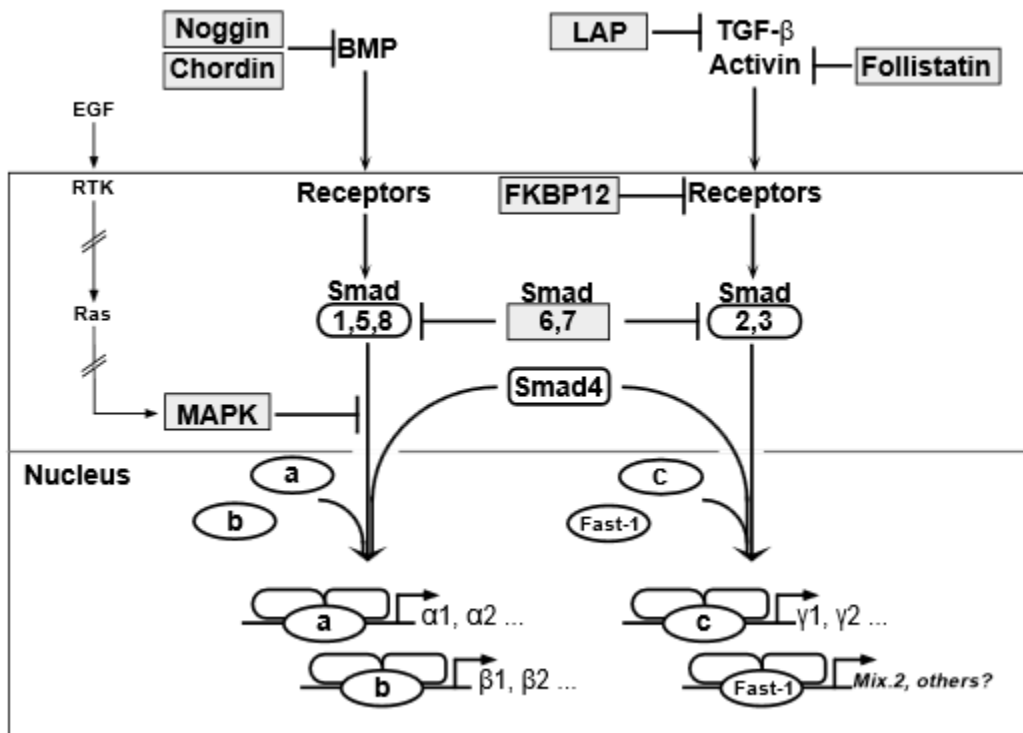 Noggin
Chordin
BMP
LAP
TGF-β
Activin
Follistatin
EGF
RTK
Receptors
FKBP12
Receptors
Ras
Smad
1,5,8
Smad
6,7
Smad
2,3
Smad4
MAPK
Nucleus
a
b
c
Fast-1
a
α1, α2 ...
c
γ1, γ2 ...
b
β1, β2 ...
Fast-1
Mix.2, others?